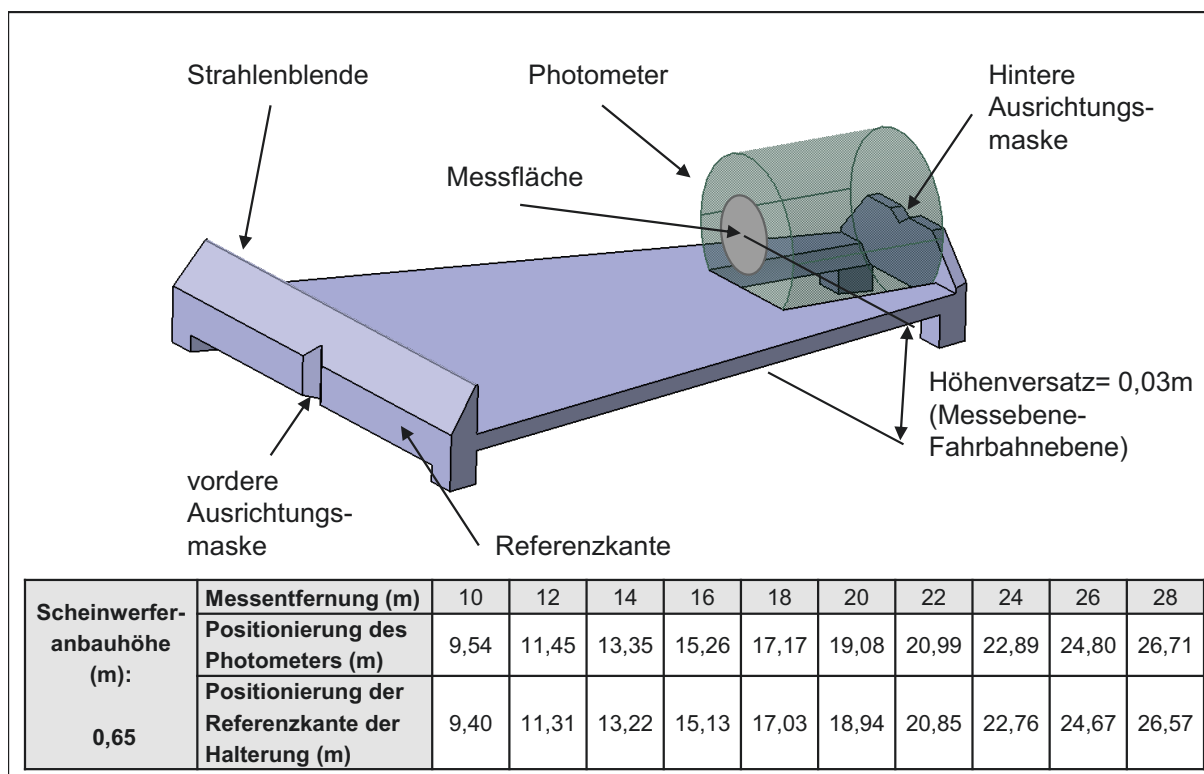 Strahlenblende
Photometer
Hintere
Ausrichtungs-
maske
Messfläche
Höhenversatz= 0,03m
(Messebene-
Fahrbahnebene)
vordere
Ausrichtungs-
maske
Referenzkante
Scheinwerfer-
anbauhöhe
(m):
0,65
Messentfernung (m) 10 12 14 16 18 20 22 24 26 28
Positionierung des
Photometers (m) 9,54 11,45 13,35 15,26 17,17 19,08 20,99 22,89 24,80 26,71
Positionierung der
Referenzkante der
Halterung (m) 9,40 11,31 13,22 15,13 17,03 18,94 20,85 22,76 24,67 26,57